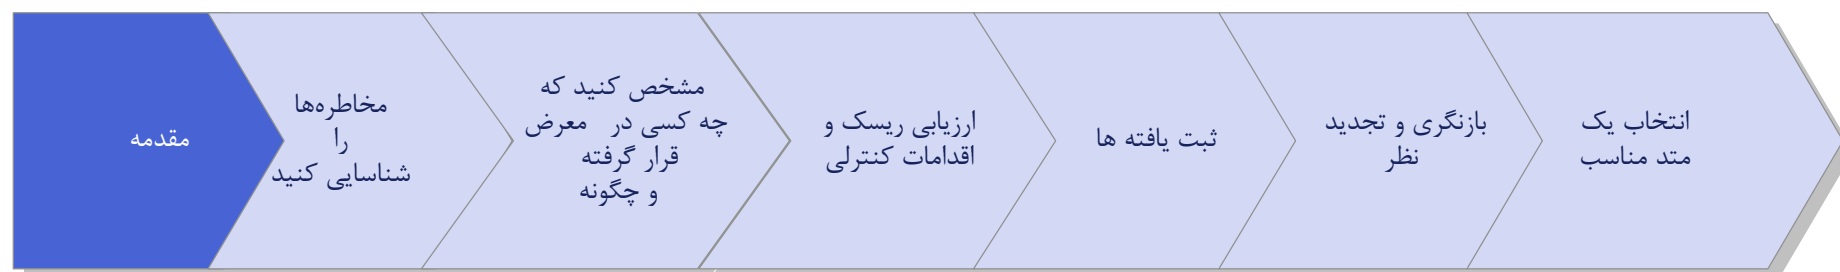 مقدمه
مخاطره‌ها
را
شناسایی کنید
مشخص کنید که
چه کسی در معرض
قرار گرفته
و چگونه
ارزیابی ریسک و
اقدامات کنترلی
ثبت یافته ها
بازنگری و تجدید
نظر
انتخاب یک
متد مناسب